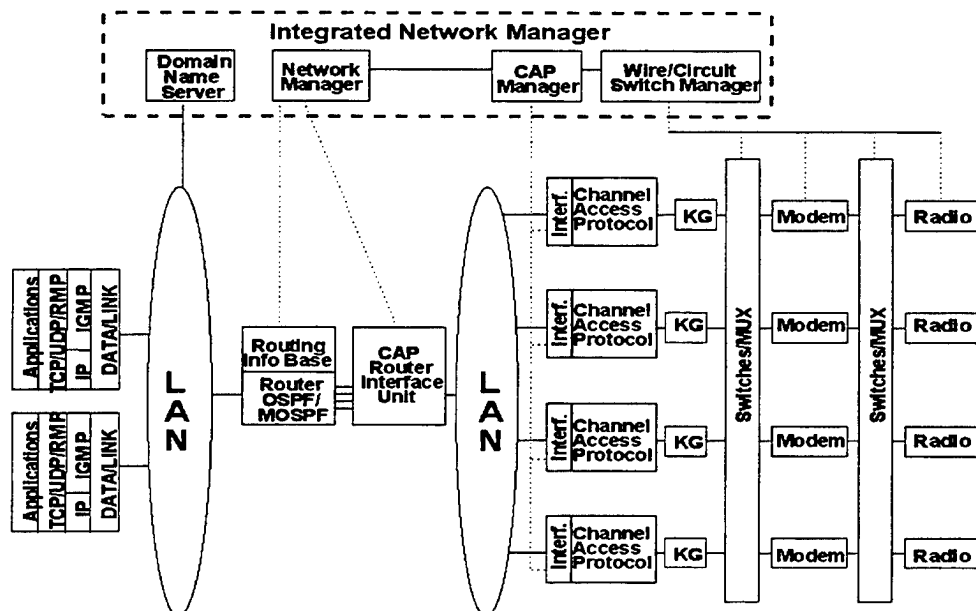 Integrated Network Manager
Domain
Name
Server
Network
Manager
CAP
Manager
Wire/Circuit
Switch Manager
Applications
TCP/UDP/RMP
IP
IGMP
DATA/LINK
Applications
TCP/UDP/RMP
IP
IGMP
DATA/LINK
LAN
Routing
Info Base
Router
OSPF/
MOSPF
CAP
Router
Interface
Unit
LAN
Interf.
Channel
Access
Protocol
KG
Modem
Radio
Interf.
Channel
Access
Protocol
KG
Modem
Radio
Interf.
Channel
Access
Protocol
KG
Modem
Radio
Interf.
Channel
Access
Protocol
KG
Modem
Radio
Switches/MUX
Switches/MUX